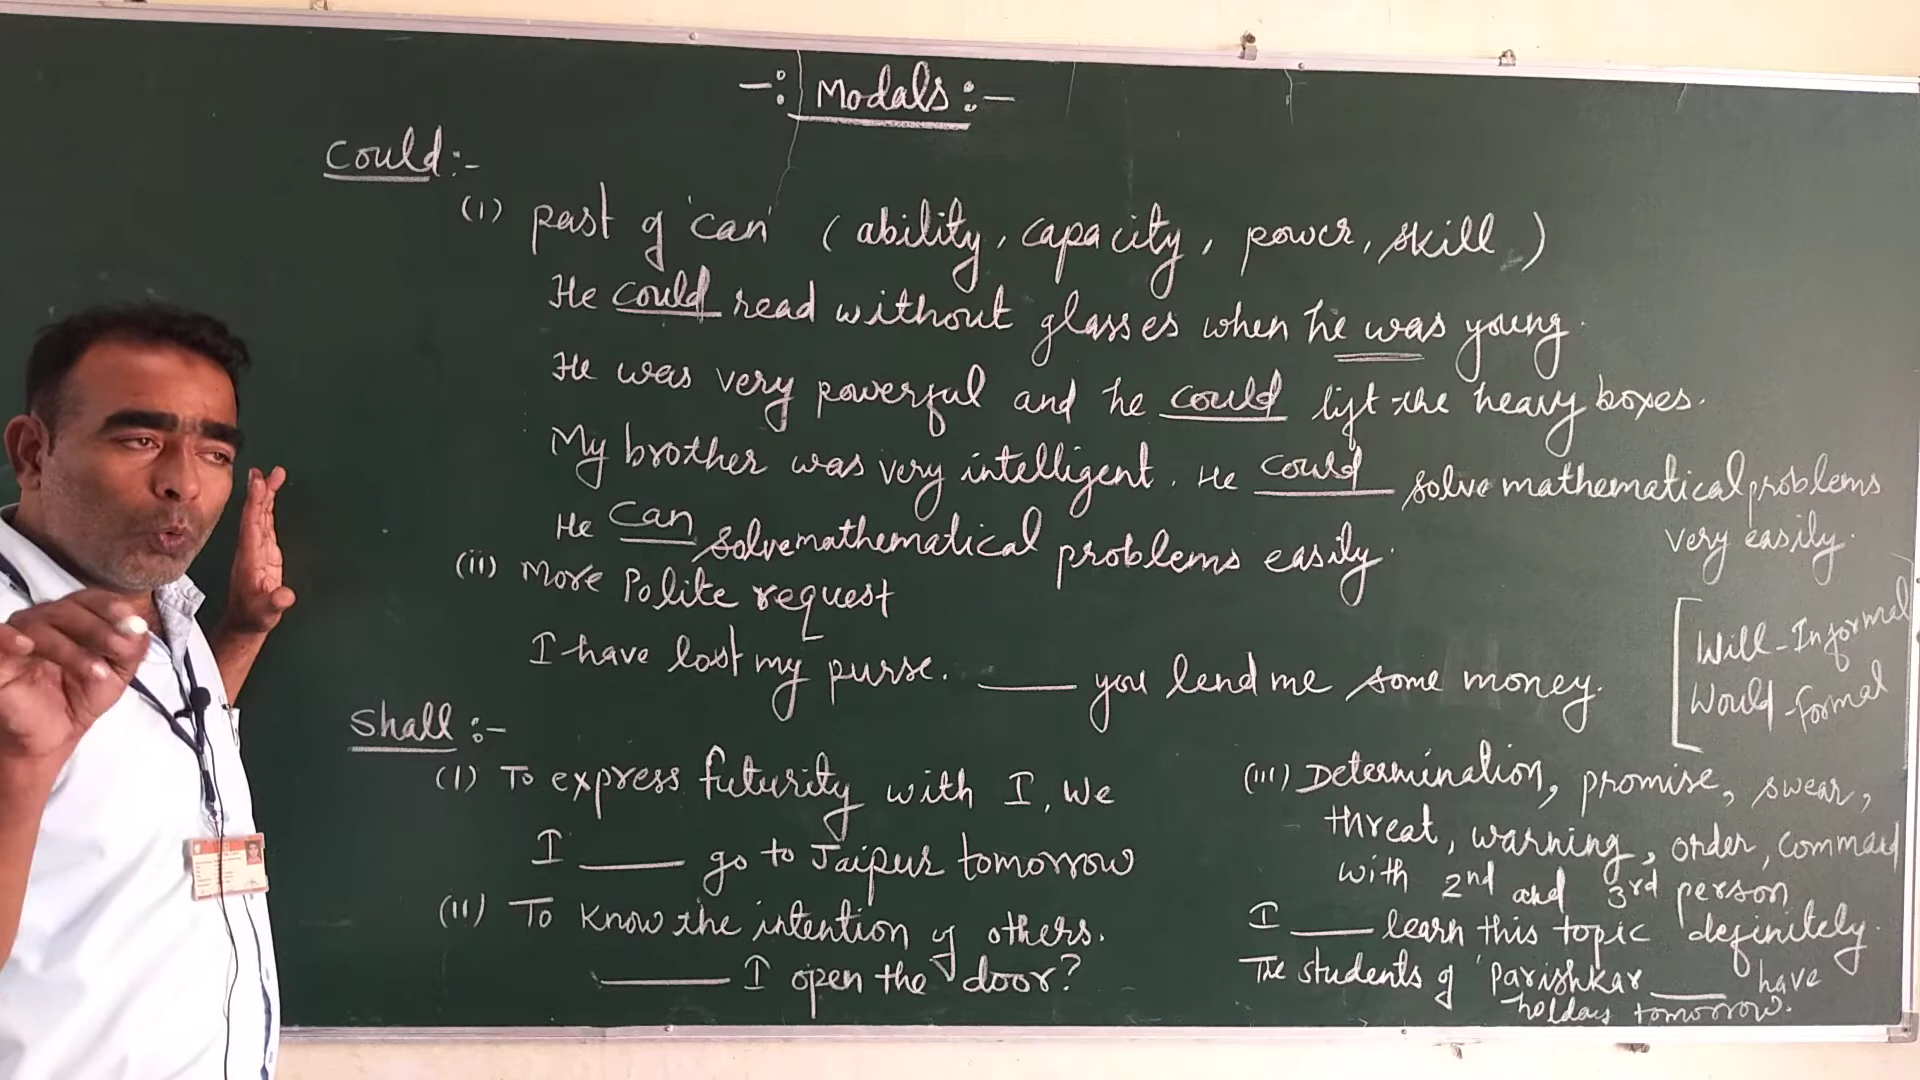 -: Modals :-
Could :-
(i) past of 'can' (ability, capacity, power, skill)
He could read without glasses when he was young.
He was very powerful and he could lift the heavy boxes.
My brother was very intelligent. He could solve mathematical problems
very easily.
He can solve mathematical problems easily.
(ii) More Polite request
I have lost my purse. ____ you lend me some money.
[ Will - Informal
Would - formal
Shall :-
(I) To express futurity with I, We
I ____ go to Jaipur tomorrow
(II) To know the intention of others.
____ I open the door?
(iii) Determination, promise, swear,
threat, warning, order, command
with 2nd and 3rd person
I ____ learn this topic definitely.
The students of Parishkar ____ have
holdays tomorrow.